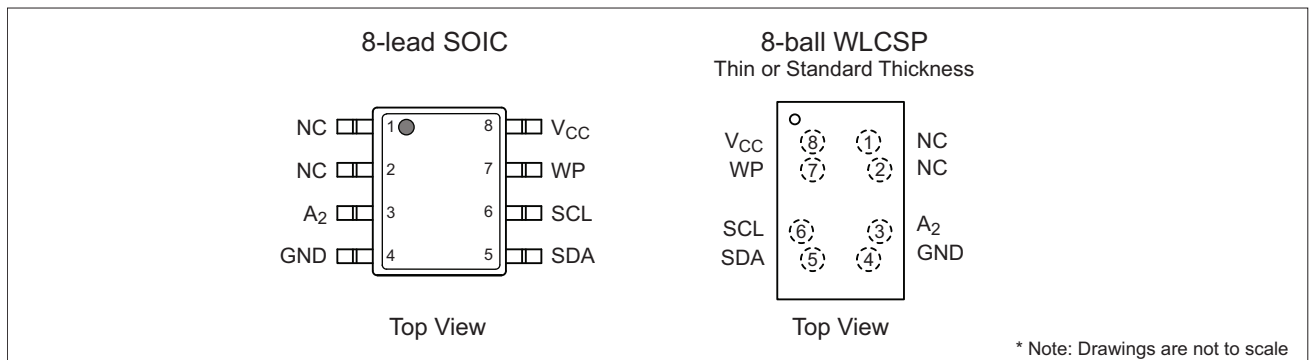 8-lead SOIC
NC 1 8 VCC
NC 2 7 WP
A2 3 6 SCL
GND 4 5 SDA
Top View
8-ball WLCSP
Thin or Standard Thickness
VCC 8 1 NC
WP 7 2 NC
SCL 6 3 A2
SDA 5 4 GND
Top View
* Note: Drawings are not to scale